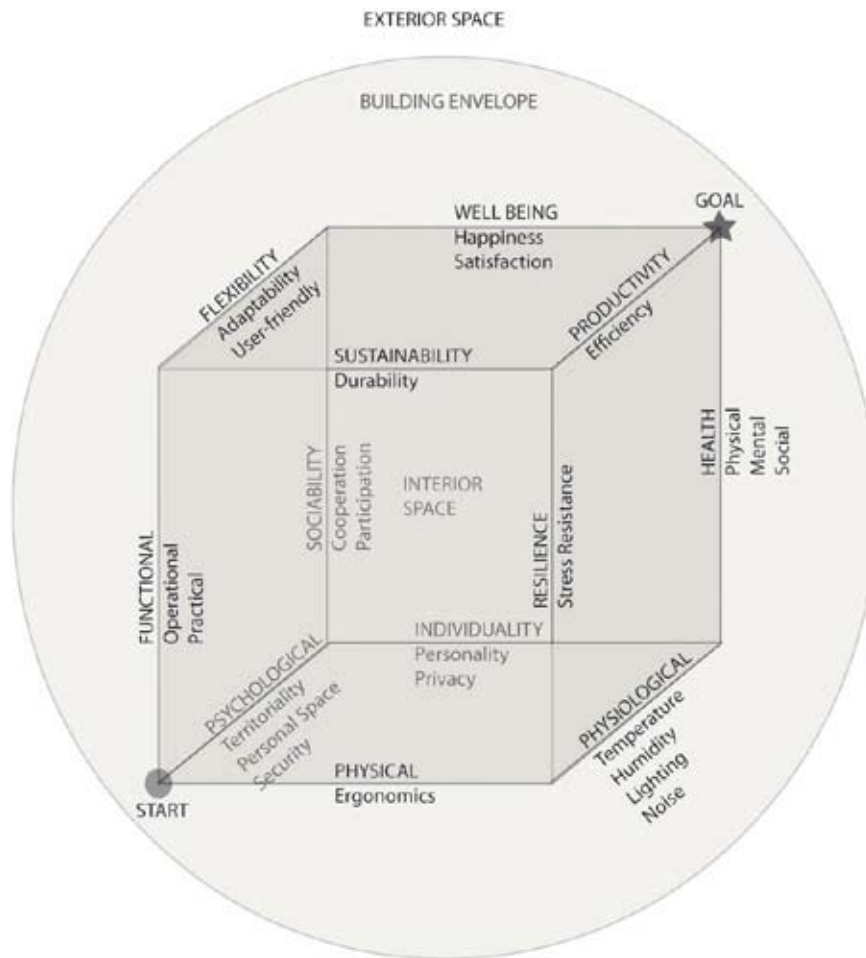 EXTERIOR SPACE
BUILDING ENVELOPE
GOAL
WELL BEING
Happiness
Satisfaction
FLEXIBILITY
Adaptability
User-friendly
PRODUCTIVITY
Efficiency
SUSTAINABILITY
Durability
SOCIABILITY
Cooperation
Participation
INTERIOR
SPACE
RESILIENCE
Stress Resistance
HEALTH
Physical
Mental
Social
FUNCTIONAL
Operational
Practical
PSYCHOLOGICAL
Territoriality
Personal Space
Security
INDIVIDUALITY
Personality
Privacy
PHYSIOLOGICAL
Temperature
Humidity
Lighting
Noise
PHYSICAL
Ergonomics
START